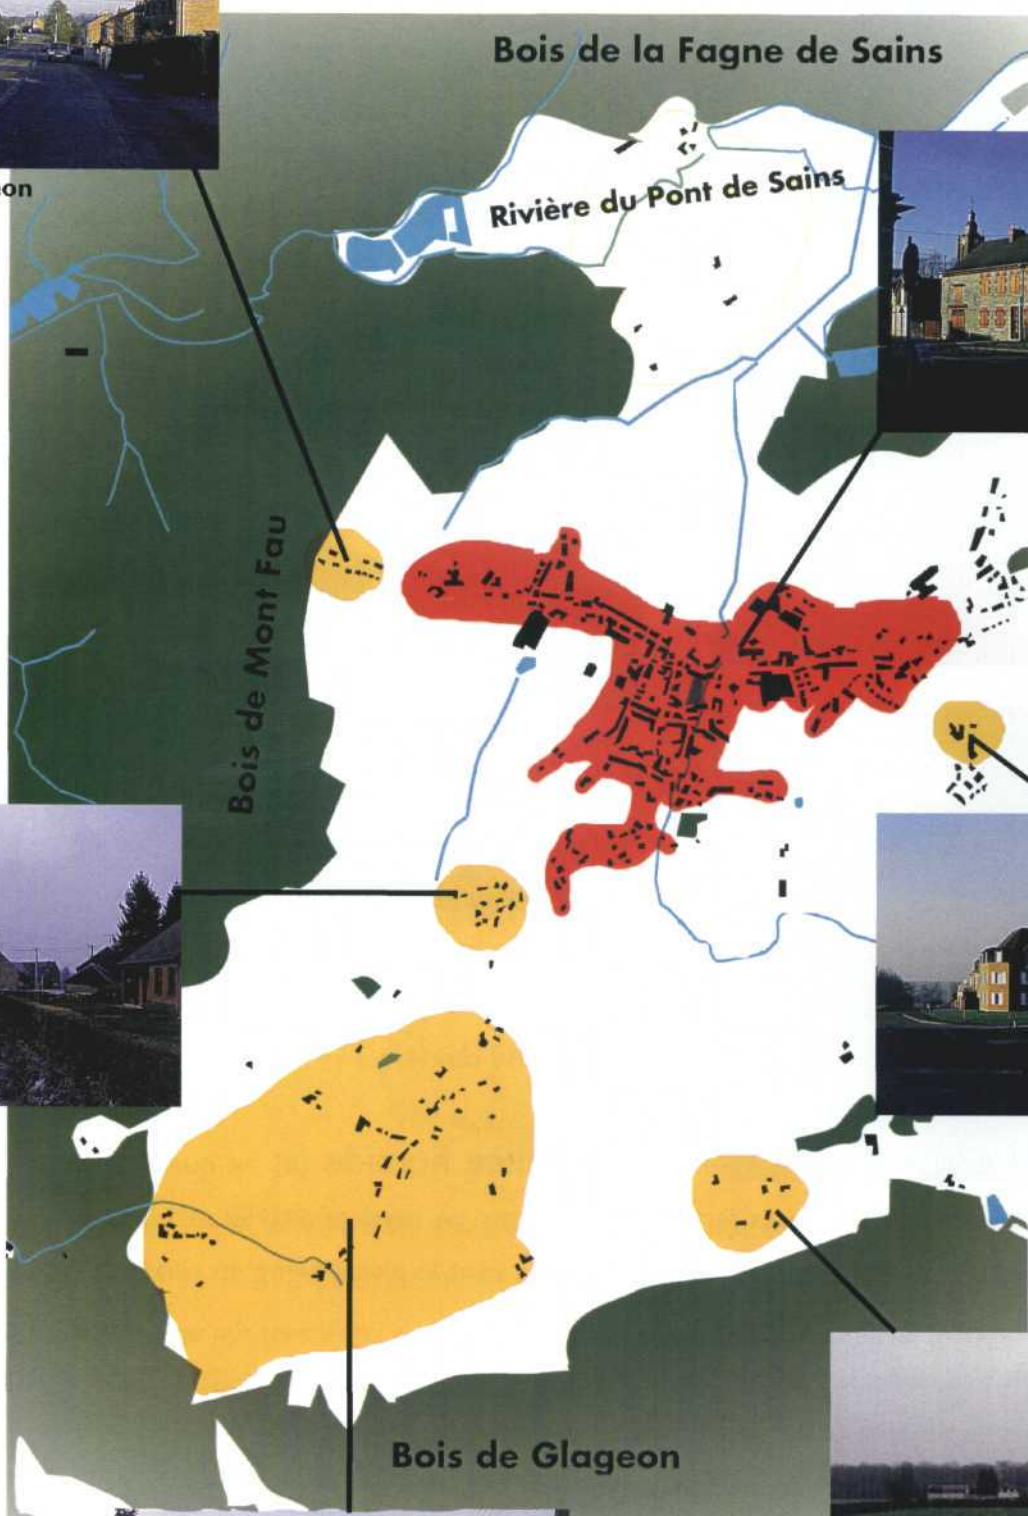 Bois de la Fagne de Sains
Rivière du Pont de Sains
Bois de Mont Fau
Bois de Glageon